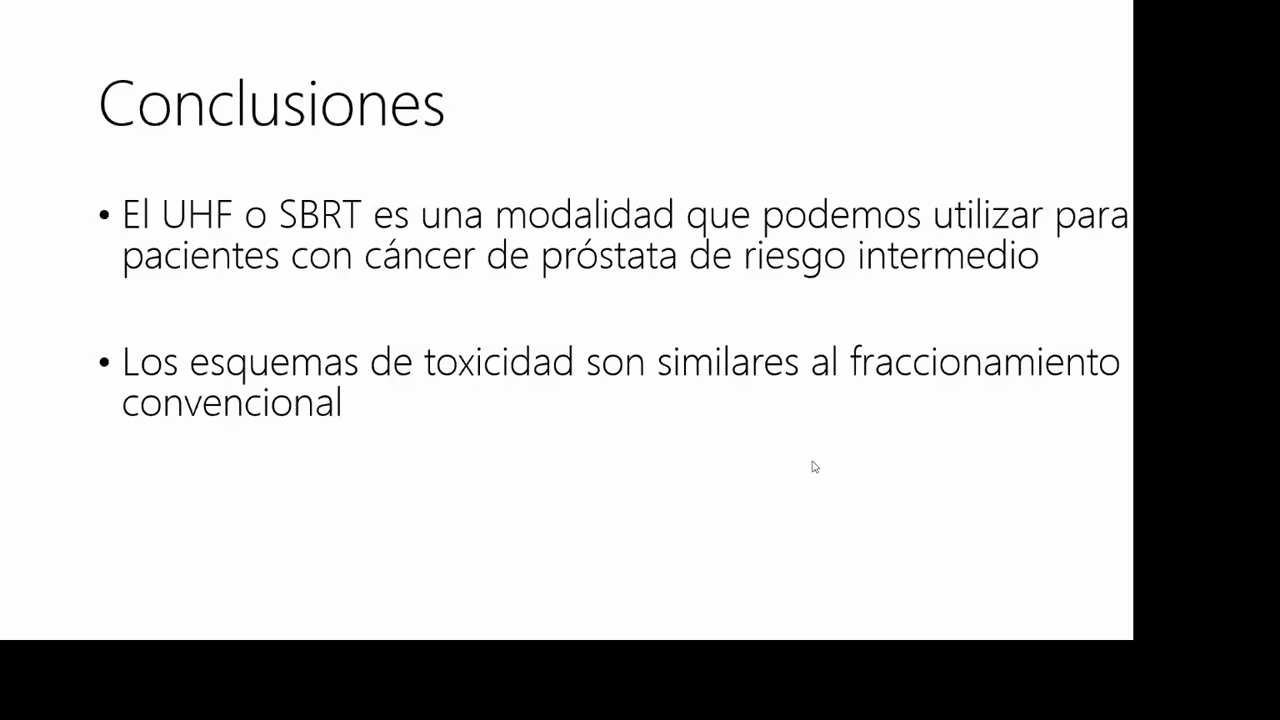 Conclusiones
• El UHF o SBRT es una modalidad que podemos utilizar para
pacientes con cáncer de próstata de riesgo intermedio
• Los esquemas de toxicidad son similares al fraccionamiento
convencional